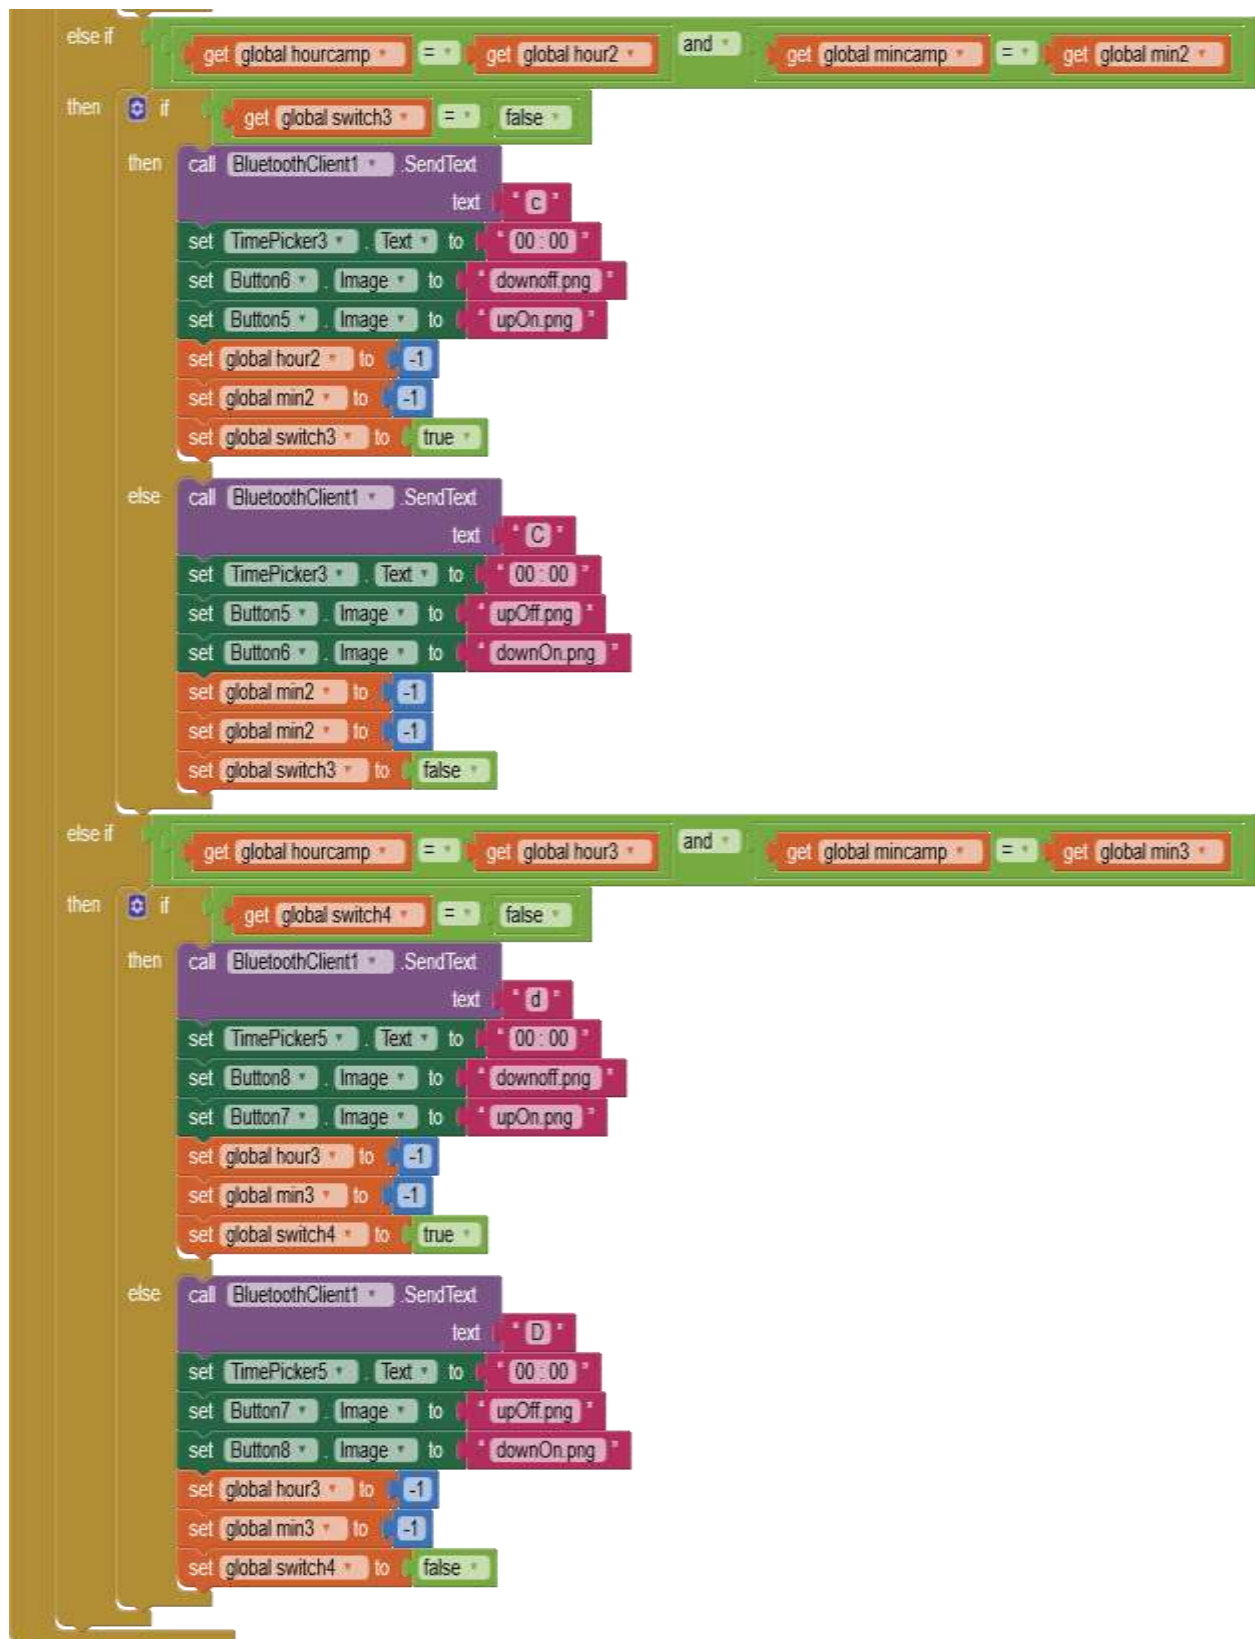 else if get global hourcamp = get global hour2 and get global mincamp = get global min2
then if get global switch3 = false
then call BluetoothClient1 .SendText
text " c "
set TimePicker3 . Text to " 00 : 00 "
set Button6 . Image to " downoff.png "
set Button5 . Image to " upOn.png "
set global hour2 to -1
set global min2 to -1
set global switch3 to true
else call BluetoothClient1 .SendText
text " C "
set TimePicker3 . Text to " 00 : 00 "
set Button5 . Image to " upOff.png "
set Button6 . Image to " downOn.png "
set global min2 to -1
set global min2 to -1
set global switch3 to false
else if get global hourcamp = get global hour3 and get global mincamp = get global min3
then if get global switch4 = false
then call BluetoothClient1 .SendText
text " d "
set TimePicker5 . Text to " 00 : 00 "
set Button8 . Image to " downoff.png "
set Button7 . Image to " upOn.png "
set global hour3 to -1
set global min3 to -1
set global switch4 to true
else call BluetoothClient1 .SendText
text " D "
set TimePicker5 . Text to " 00 : 00 "
set Button7 . Image to " upOff.png "
set Button8 . Image to " downOn.png "
set global hour3 to -1
set global min3 to -1
set global switch4 to false